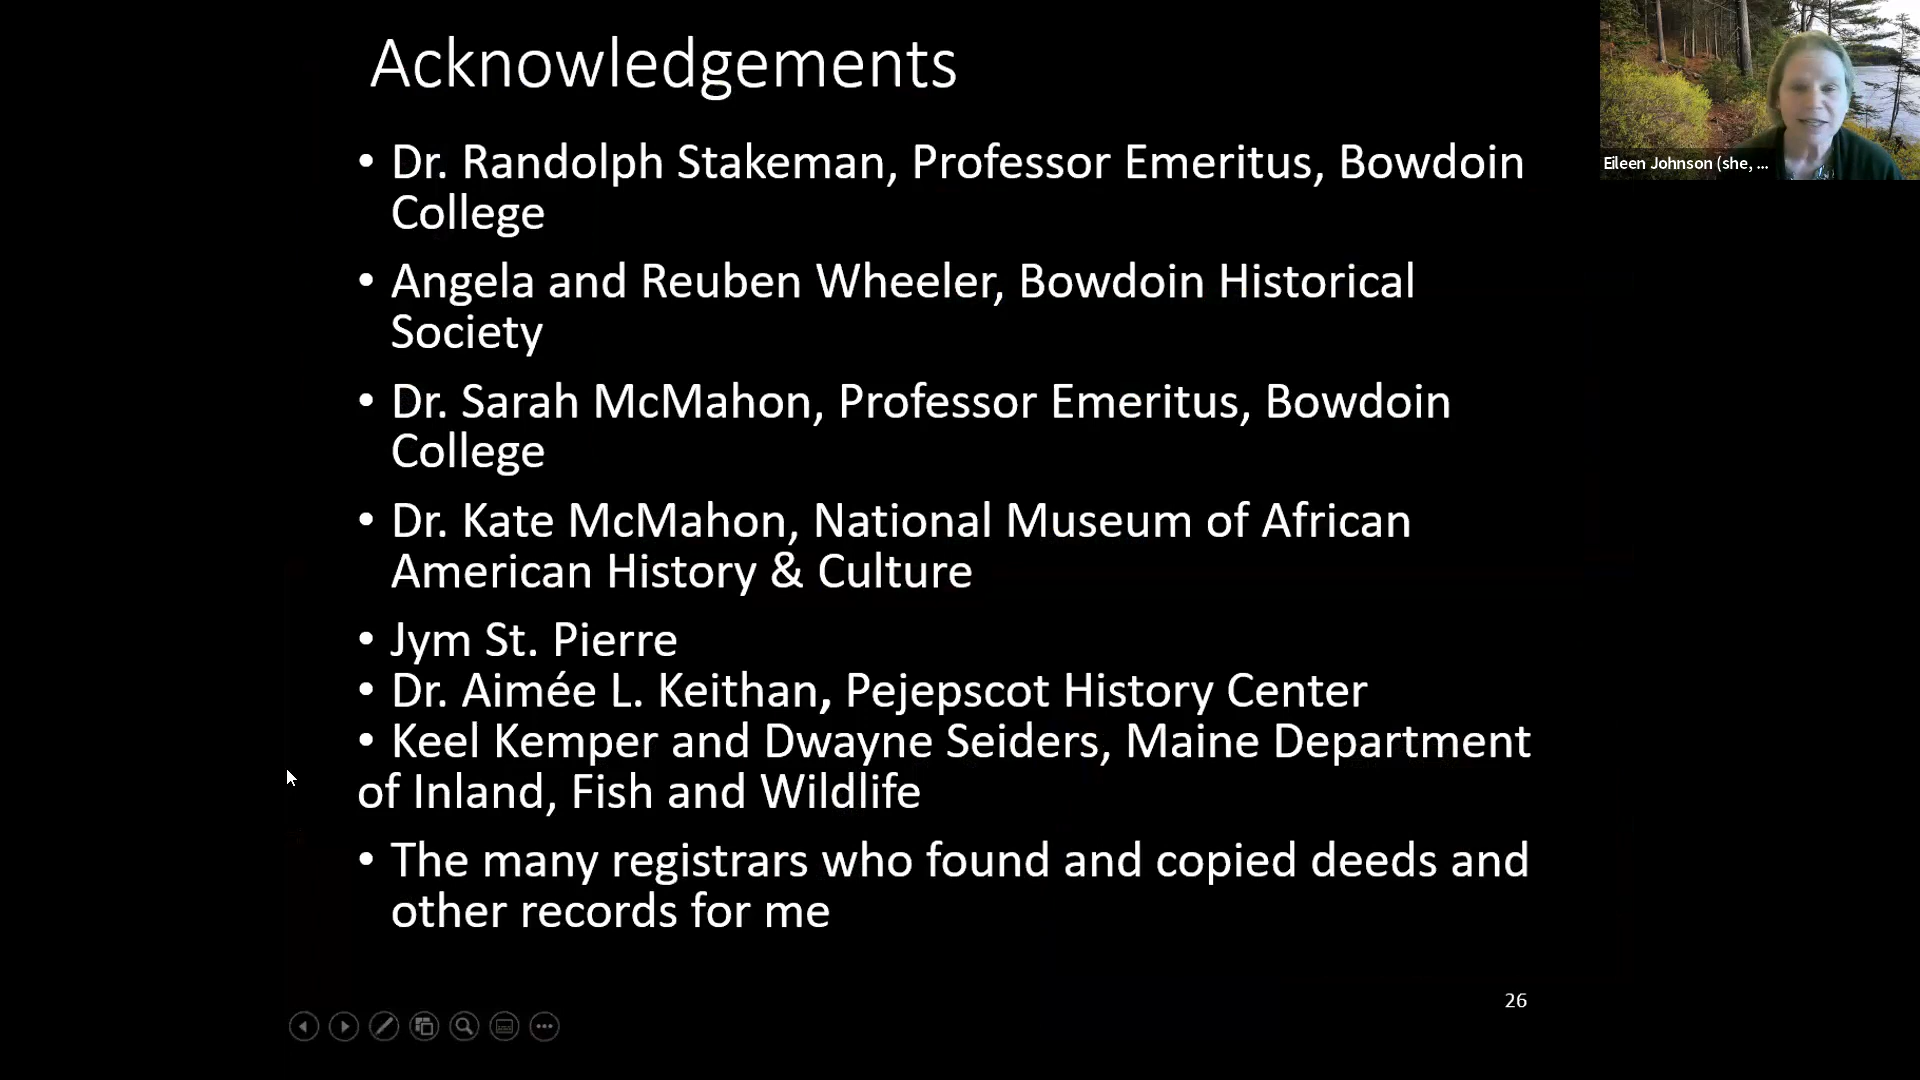 Acknowledgements
• Dr. Randolph Stakeman, Professor Emeritus, Bowdoin
College
• Angela and Reuben Wheeler, Bowdoin Historical
Society
• Dr. Sarah McMahon, Professor Emeritus, Bowdoin
College
• Dr. Kate McMahon, National Museum of African
American History & Culture
• Jym St. Pierre
• Dr. Aimée L. Keithan, Pejepscot History Center
• Keel Kemper and Dwayne Seiders, Maine Department
of Inland, Fish and Wildlife
• The many registrars who found and copied deeds and
other records for me
26
Eileen Johnson (she, ...